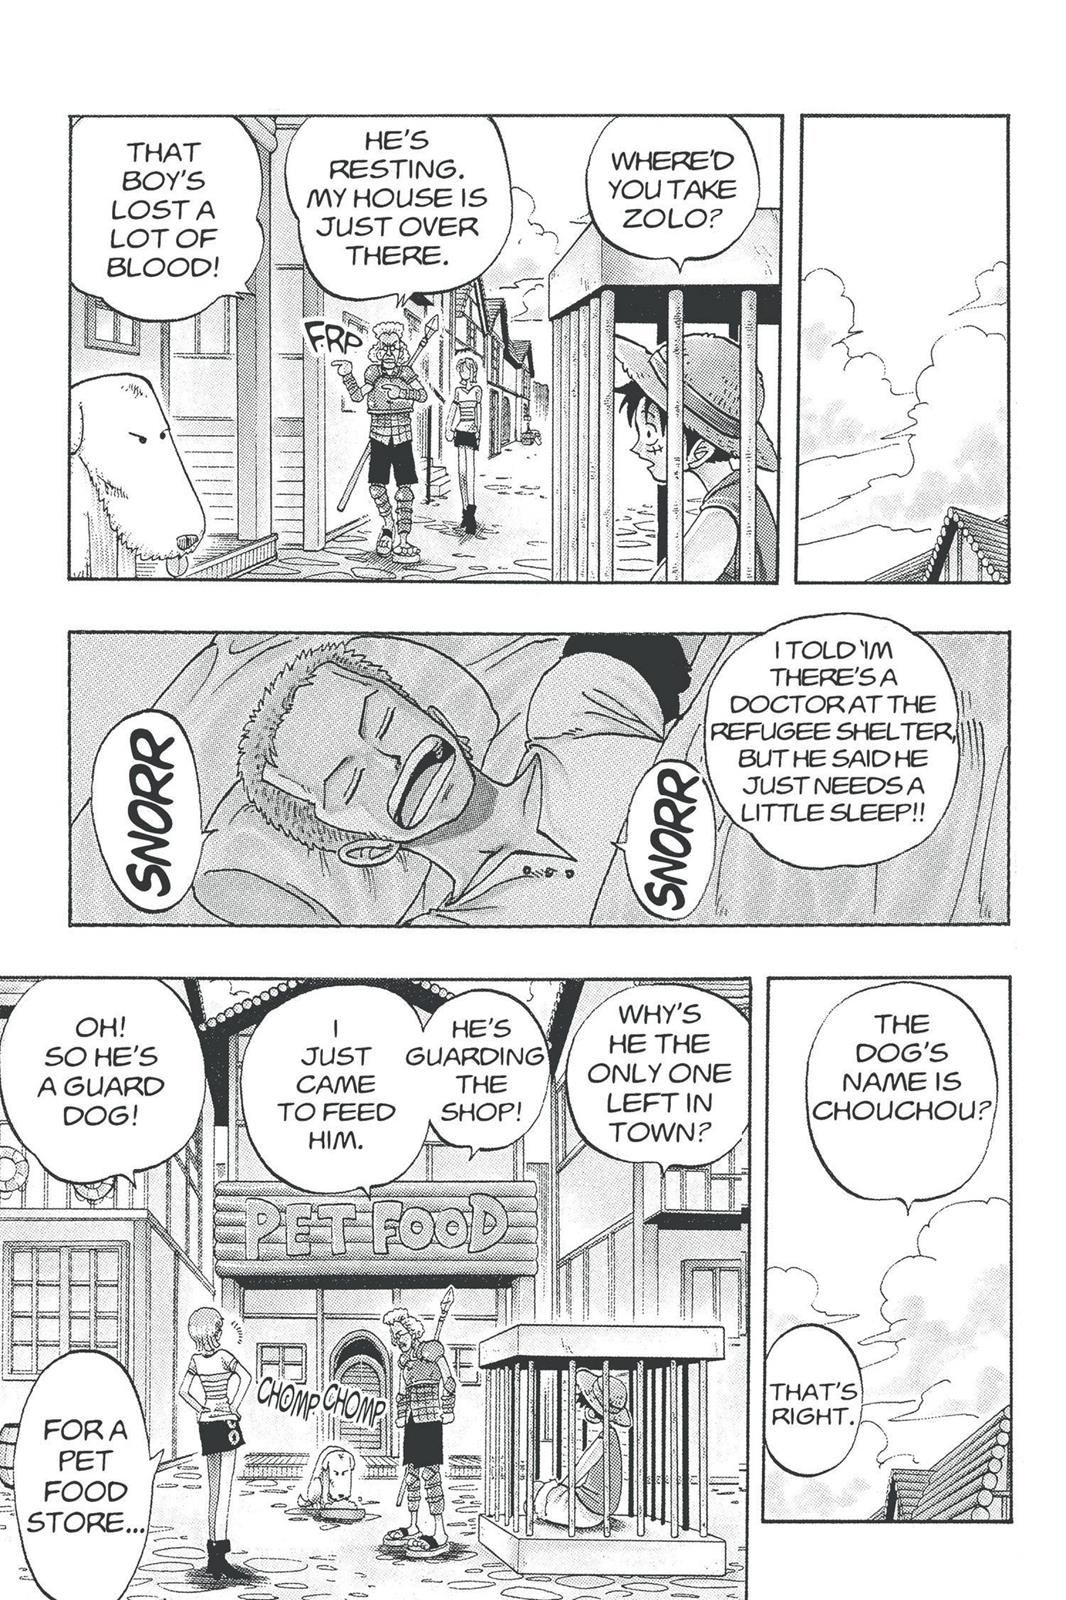 WHERE'D
YOU TAKE
ZOLO?
HE'S
RESTING.
MY HOUSE IS
JUST OVER
THERE.
FRP
THAT
BOY'S
LOST A
LOT OF
BLOOD!
I TOLD 'IM
THERE'S A
DOCTOR AT THE
REFUGEE SHELTER,
BUT HE SAID HE
JUST NEEDS A
LITTLE SLEEP!!
SNORR
SNORR
THE
DOG'S
NAME IS
CHOUCHOU?
THAT'S
RIGHT.
WHY'S
HE THE
ONLY ONE
LEFT IN
TOWN?
HE'S
GUARDING
THE
SHOP!
I
JUST
CAME
TO FEED
HIM.
OH!
SO HE'S
A GUARD
DOG!
PET FOOD
CHOMP CHOMP
FOR A
PET
FOOD
STORE...